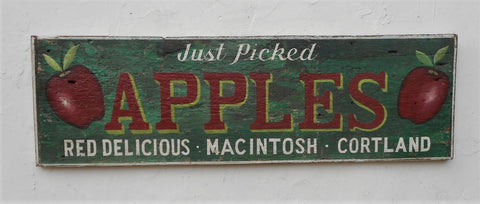 Just Picked
APPLES
RED DELICIOUS · MACINTOSH · CORTLAND